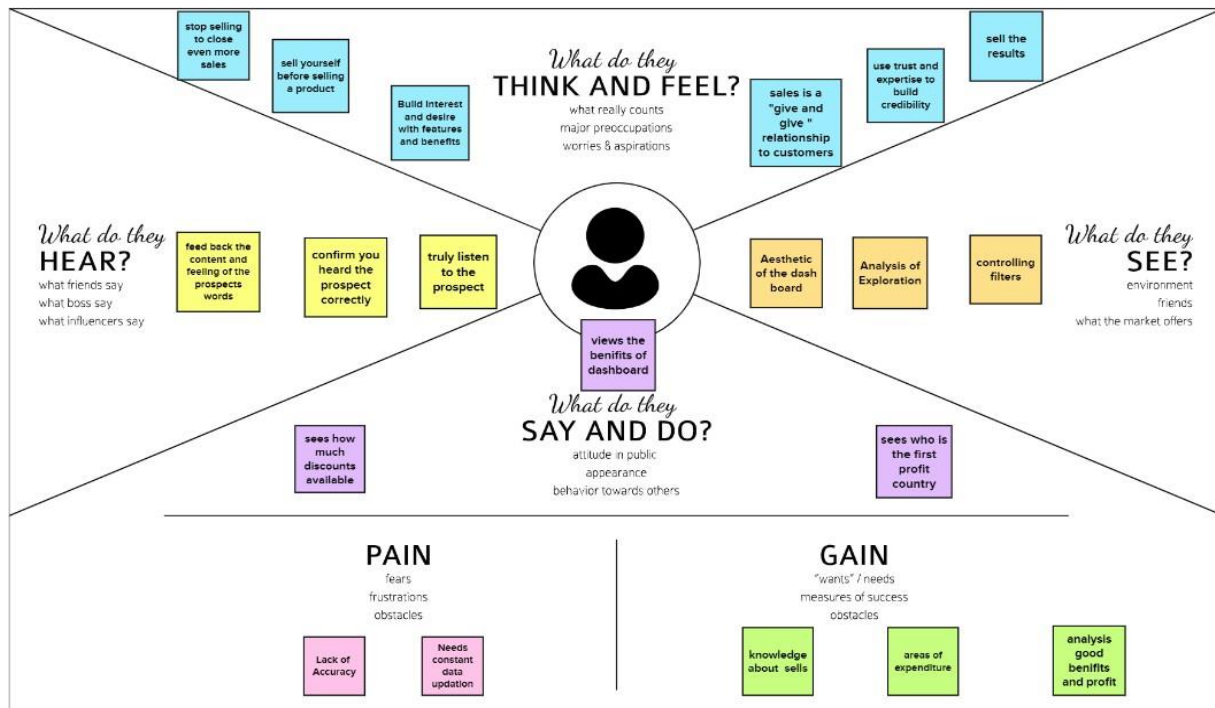 stop selling
to close
even more
sales
sell yourself
before selling
a product
Build interest
and desire
with features
and benefits
What do they
THINK AND FEEL?
what really counts
major preoccupations
worries & aspirations
sales is a
"give and
give "
relationship
to customers
use trust and
expertise to
build
credibility
sell the
results
What do they
HEAR?
what friends say
what boss say
what influencers say
feed back the
content and
feeling of the
prospects
words
confirm you
heard the
prospect
correctly
truly listen
to the
prospect
Aesthetic
of the dash
board
Analysis of
Exploration
controlling
filters
What do they
SEE?
environment
friends
what the market offers
views the
benifits of
dashboard
What do they
SAY AND DO?
attitude in public
appearance
behavior towards others
sees how
much
discounts
available
sees who is
the first
profit
country
PAIN
fears
frustrations
obstacles
Lack of
Accuracy
Needs
constant
data
updation
GAIN
"wants" / needs
measures of success
obstacles
knowledge
about sells
areas of
expenditure
analysis
good
benifits
and profit